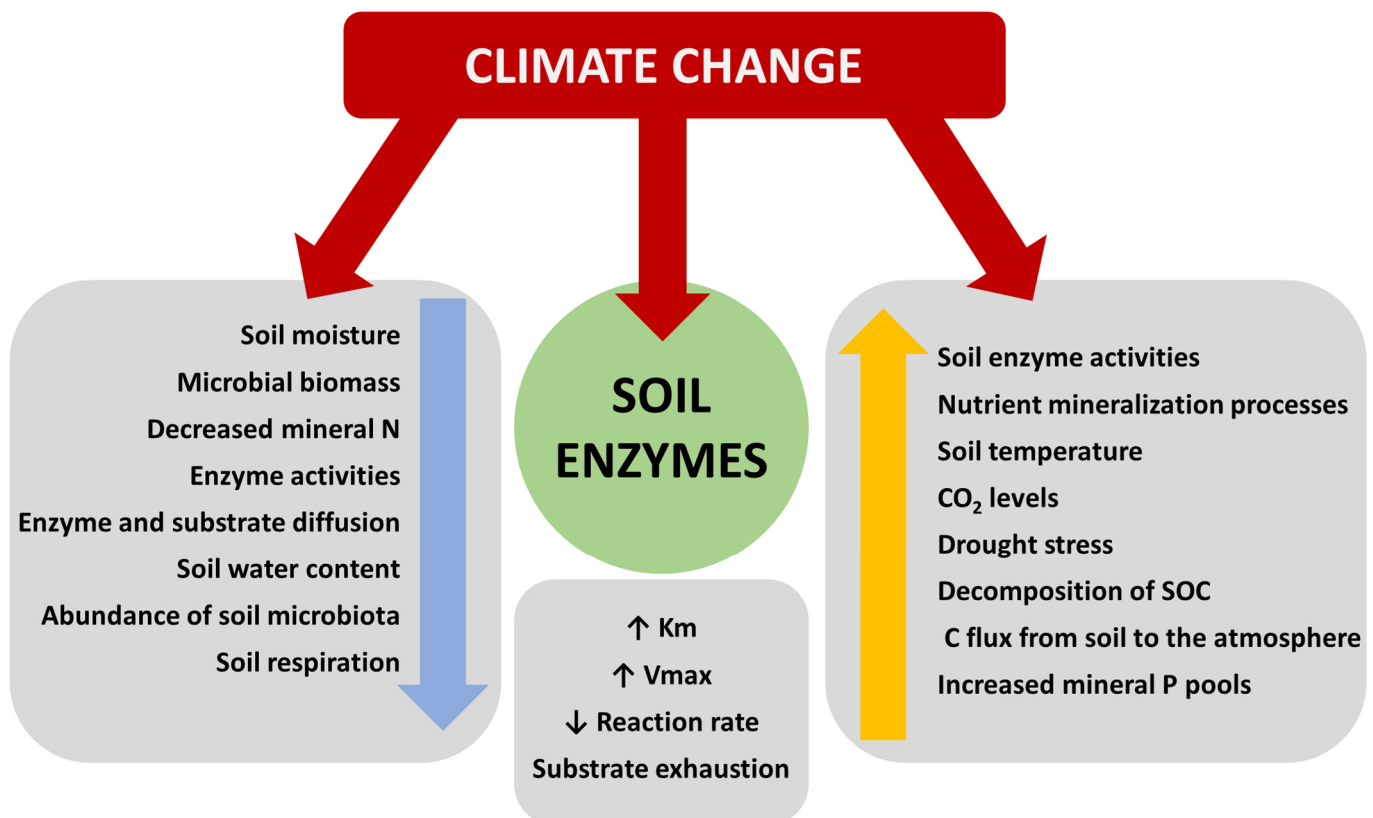 CLIMATE CHANGE
Soil moisture
Microbial biomass
Decreased mineral N
Enzyme activities
Enzyme and substrate diffusion
Soil water content
Abundance of soil microbiota
Soil respiration
SOIL
ENZYMES
↑ Km
↑ Vmax
↓ Reaction rate
Substrate exhaustion
Soil enzyme activities
Nutrient mineralization processes
Soil temperature
CO₂ levels
Drought stress
Decomposition of SOC
C flux from soil to the atmosphere
Increased mineral P pools